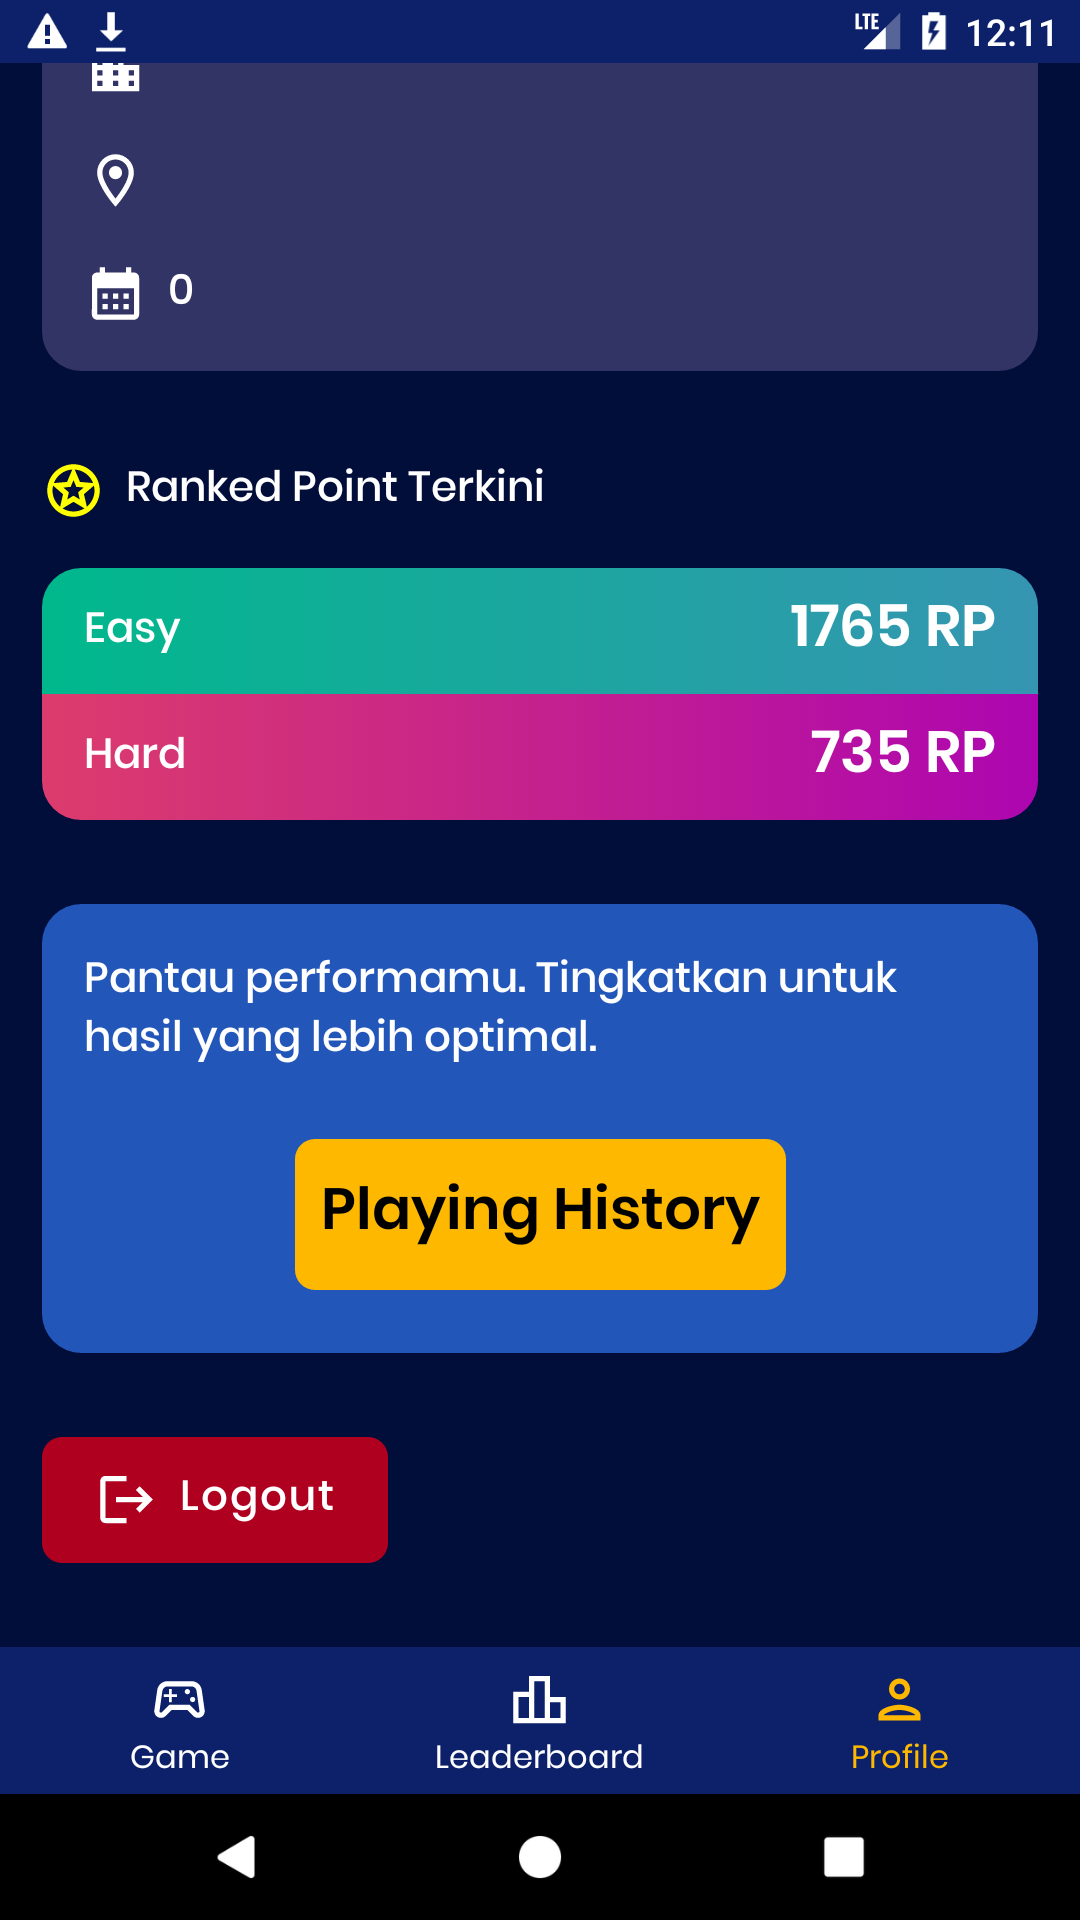 LTE 12:11
0
Ranked Point Terkini
Easy 1765 RP
Hard 735 RP
Pantau performamu. Tingkatkan untuk
hasil yang lebih optimal.
Playing History
Logout
Game Leaderboard Profile